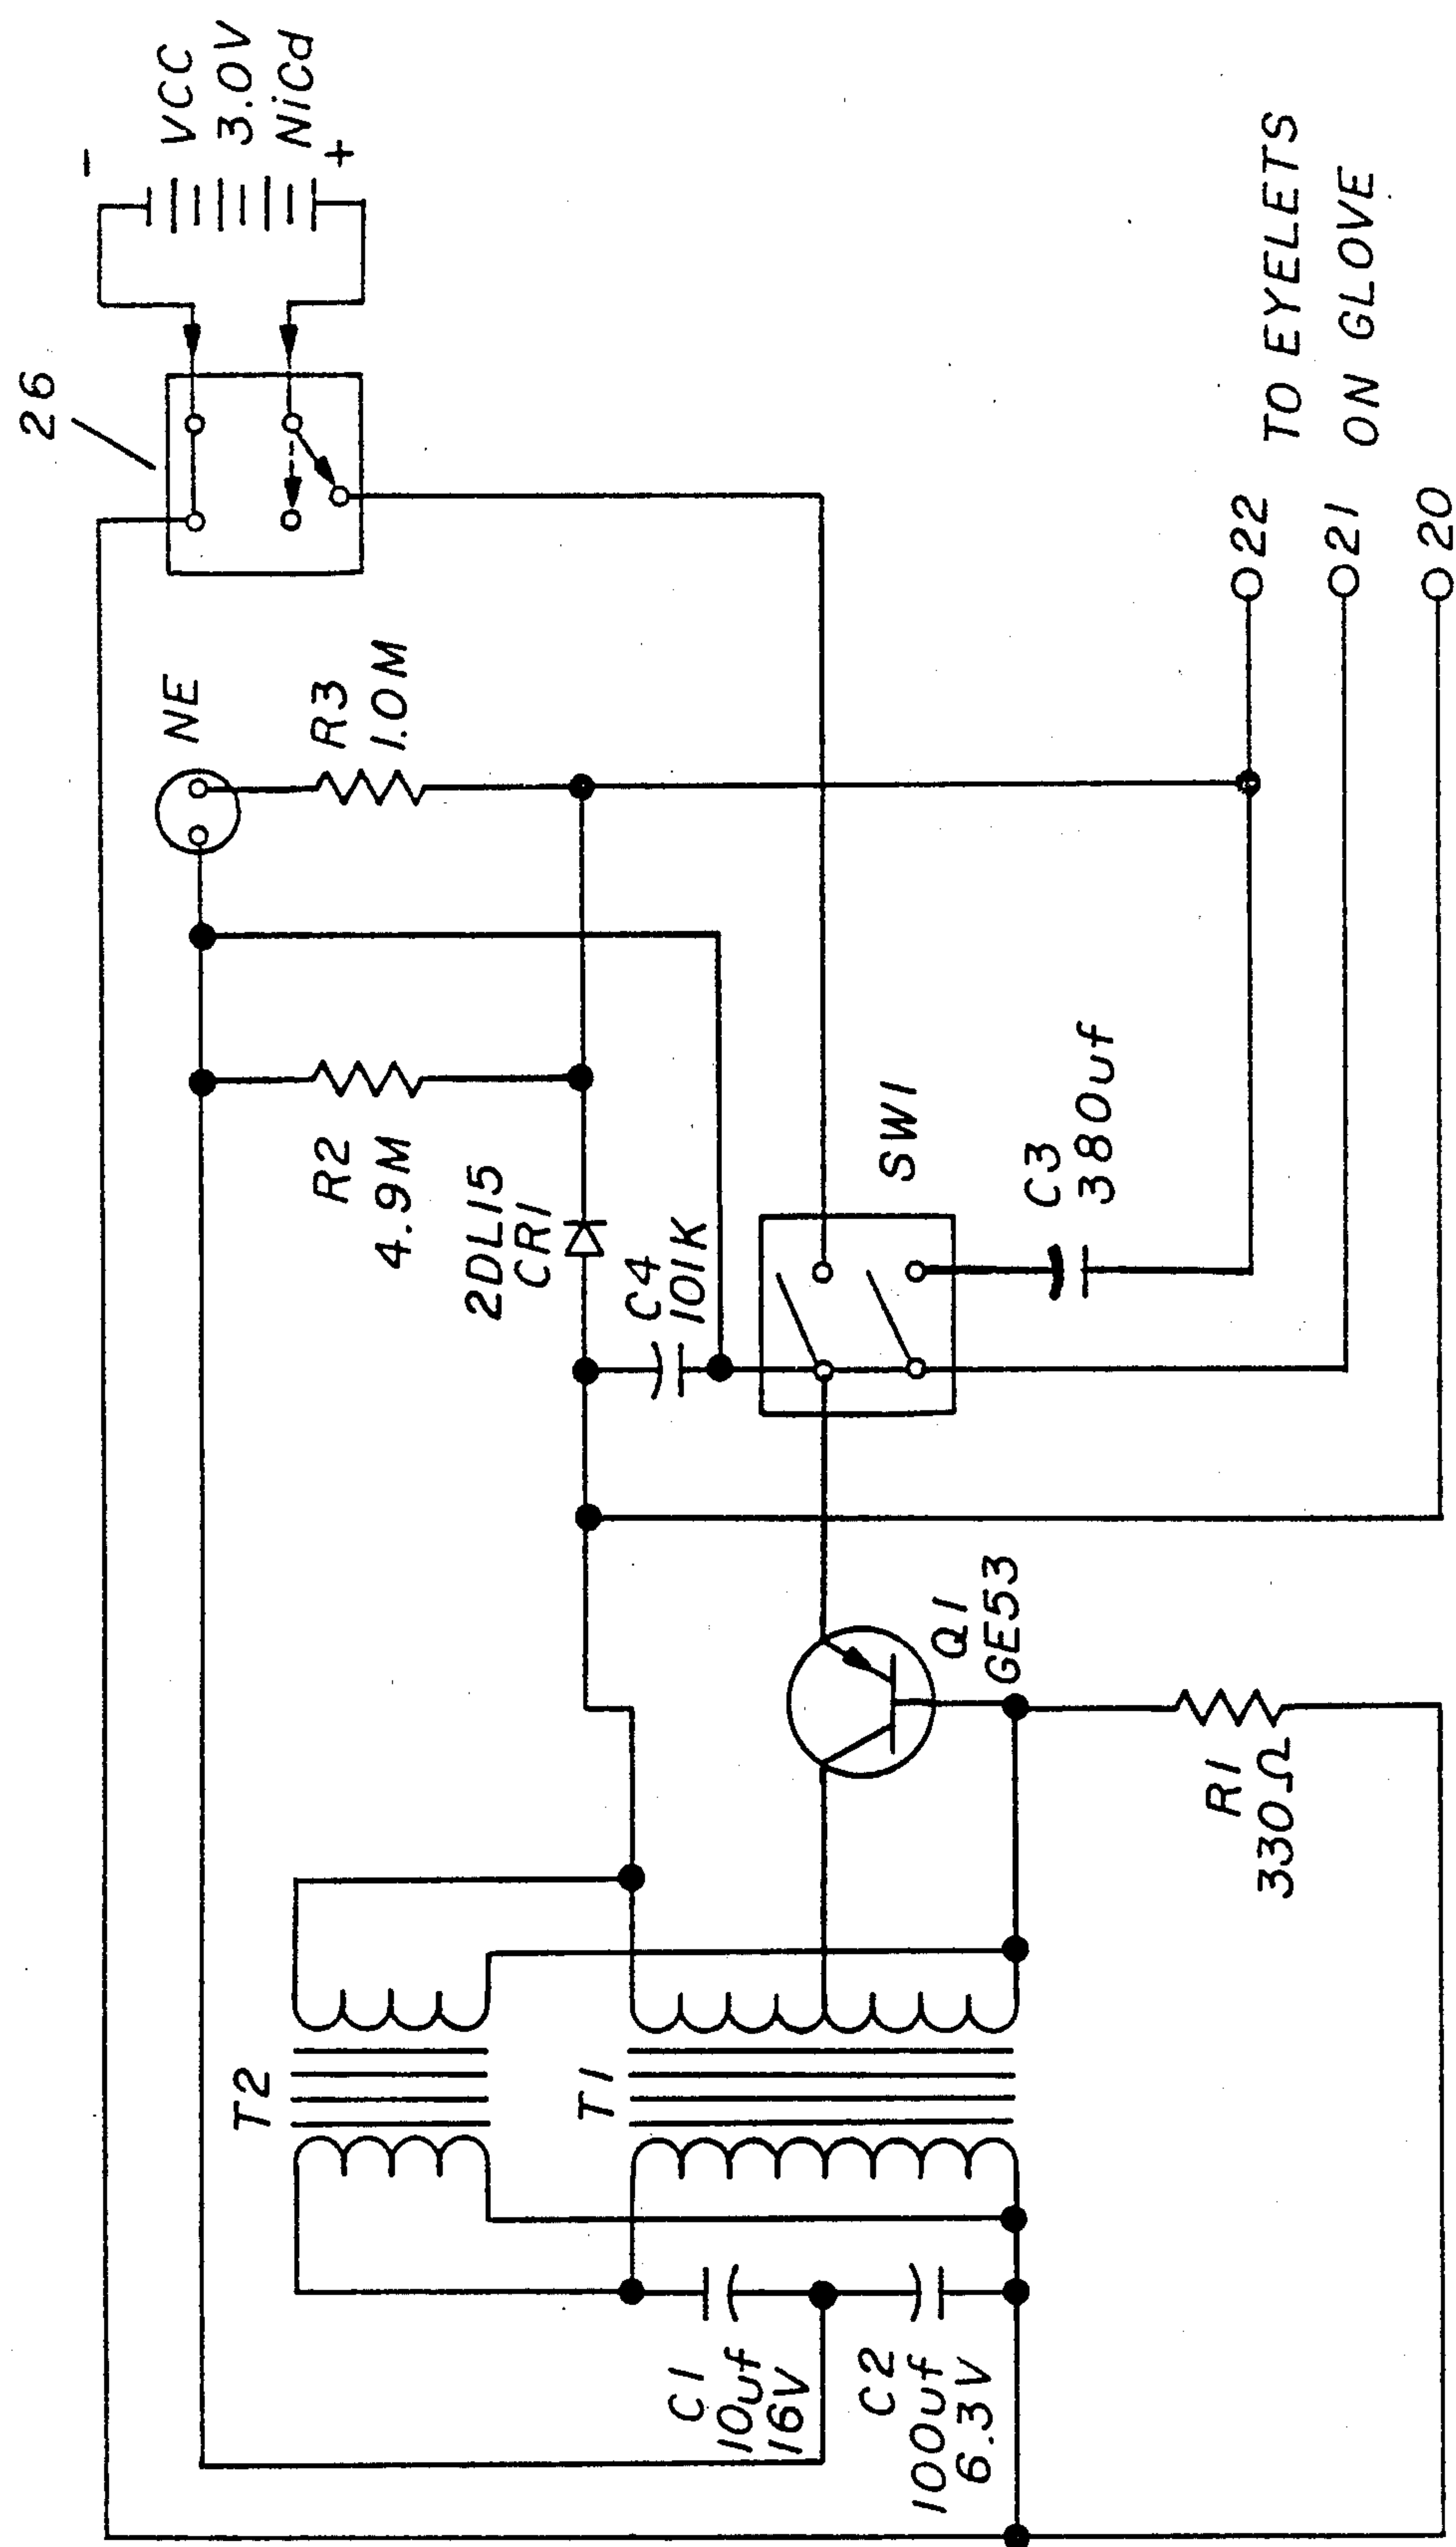 26
-
VCC
3.0V
NiCd
+
NE
R3
1.0M
R2
4.9M
2DL15
CR1
C4
101K
SW1
C3
380uf
22
21
20
TO EYELETS
ON GLOVE
Q1
GE53
R1
330Ω
T2
T1
C1
10uf
16V
C2
100uf
6.3V